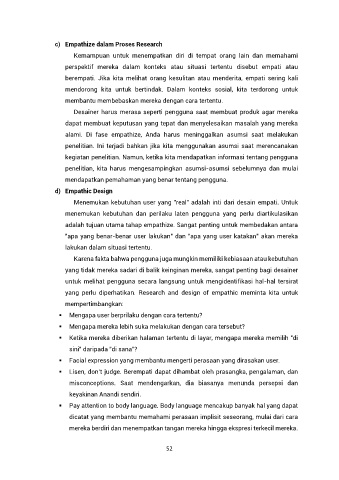 c) Empathize dalam Proses Research
Kemampuan untuk menempatkan diri di tempat orang lain dan memahami
perspektif mereka dalam konteks atau situasi tertentu disebut empati atau
berempati. Jika kita melihat orang kesulitan atau menderita, empati sering kali
mendorong kita untuk bertindak. Dalam konteks sosial, kita terdorong untuk
membantu membebaskan mereka dengan cara tertentu.
Desainer harus merasa seperti pengguna saat membuat produk agar mereka
dapat membuat keputusan yang tepat dan menyelesaikan masalah yang mereka
alami. Di fase empathize, Anda harus meninggalkan asumsi saat melakukan
penelitian. Ini terjadi bahkan jika kita menggunakan asumsi saat merencanakan
kegiatan penelitian. Namun, ketika kita mendapatkan informasi tentang pengguna
penelitian, kita harus mengesampingkan asumsi-asumsi sebelumnya dan mulai
mendapatkan pemahaman yang benar tentang pengguna.
d) Empathic Design
Menemukan kebutuhan user yang "real" adalah inti dari desain empati. Untuk
menemukan kebutuhan dan perilaku laten pengguna yang perlu diartikulasikan
adalah tujuan utama tahap empathize. Sangat penting untuk membedakan antara
"apa yang benar-benar user lakukan" dan "apa yang user katakan" akan mereka
lakukan dalam situasi tertentu.
Karena fakta bahwa pengguna juga mungkin memiliki kebiasaan atau kebutuhan
yang tidak mereka sadari di balik keinginan mereka, sangat penting bagi desainer
untuk melihat pengguna secara langsung untuk mengidentifikasi hal-hal tersirat
yang perlu diperhatikan. Research and design of empathic meminta kita untuk
mempertimbangkan:
▪ Mengapa user berprilaku dengan cara tertentu?
▪ Mengapa mereka lebih suka melakukan dengan cara tersebut?
▪ Ketika mereka diberikan halaman tertentu di layar, mengapa mereka memilih "di
sini" daripada "di sana"?
▪ Facial expression yang membantu mengerti perasaan yang dirasakan user.
▪ Lisen, don't judge. Berempati dapat dihambat oleh prasangka, pengalaman, dan
misconceptions. Saat mendengarkan, dia biasanya menunda persepsi dan
keyakinan Anandi sendiri.
▪ Pay attention to body language. Body language mencakup banyak hal yang dapat
dicatat yang membantu memahami perasaan implisit seseorang, mulai dari cara
mereka berdiri dan menempatkan tangan mereka hingga ekspresi terkecil mereka.
52